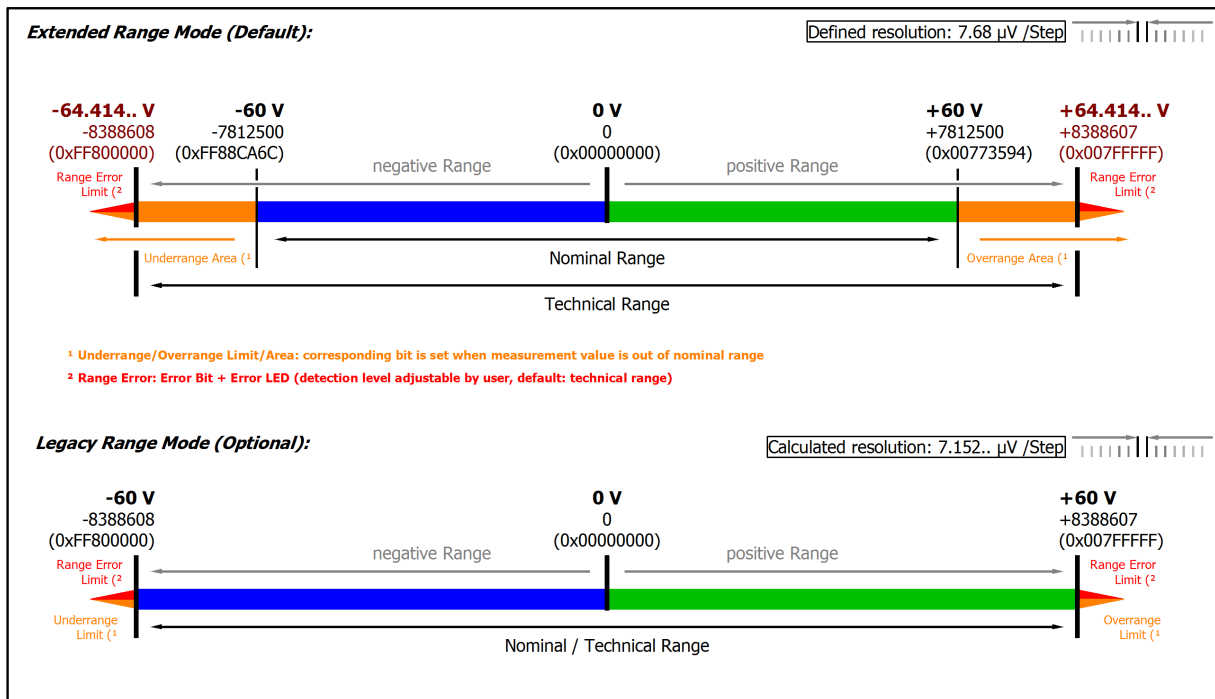 Extended Range Mode (Default):
Defined resolution: 7.68 µV /Step
-64.414.. V
-8388608
(0xFF800000)
-60 V
-7812500
(0xFF88CA6C)
0 V
0
(0x00000000)
+60 V
+7812500
(0x00773594)
+64.414.. V
+8388607
(0x007FFFFF)
negative Range
positive Range
Range Error
Limit (²
Range Error
Limit (²
Underrange Area (¹
Nominal Range
Overrange Area (¹
Technical Range
¹ Underrange/Overrange Limit/Area: corresponding bit is set when measurement value is out of nominal range
² Range Error: Error Bit + Error LED (detection level adjustable by user, default: technical range)
Legacy Range Mode (Optional):
Calculated resolution: 7.152.. µV /Step
-60 V
-8388608
(0xFF800000)
0 V
0
(0x00000000)
+60 V
+8388607
(0x007FFFFF)
negative Range
positive Range
Range Error
Limit (²
Range Error
Limit (²
Underrange
Limit (¹
Overrange
Limit (¹
Nominal / Technical Range